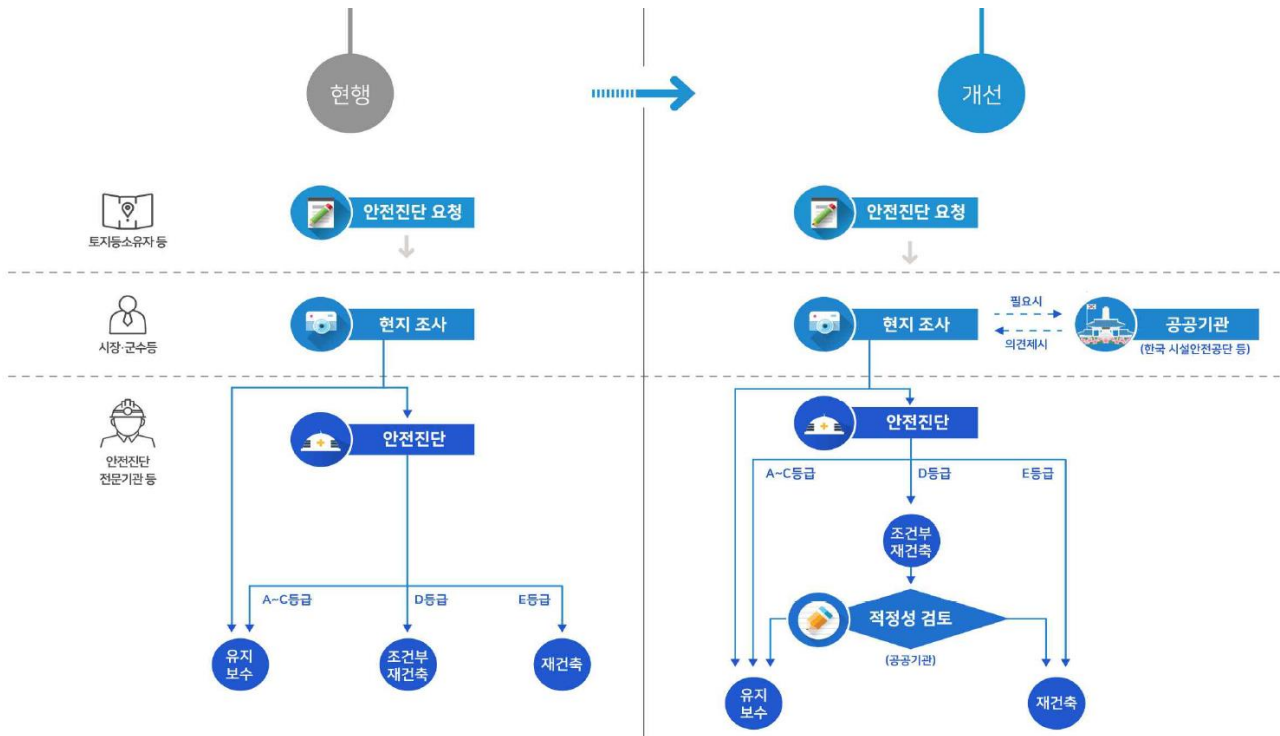 현행
개선
안전진단 요청
안전진단 요청
토지등소유자 등
현지 조사
현지 조사
필요시
의견제시
공공기관
(한국 시설안전공단 등)
시장·군수등
안전진단
안전진단
안전진단
전문기관 등
A~C등급
D등급
E등급
유지
보수
조건부
재건축
재건축
A~C등급
D등급
E등급
조건부
재건축
적정성 검토
(공공기관)
유지
보수
재건축